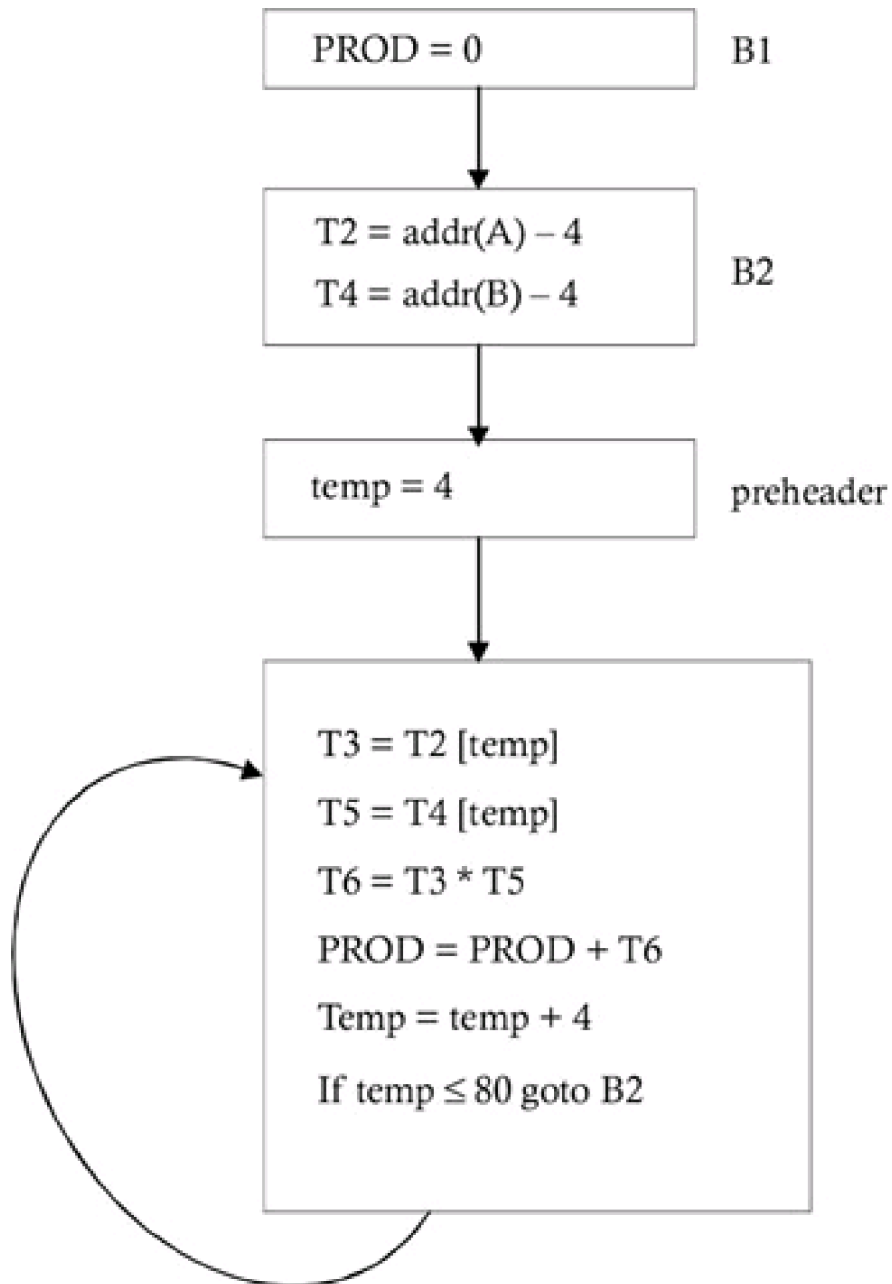 PROD = 0
B1
T2 = addr(A) – 4
T4 = addr(B) – 4
B2
temp = 4
preheader
T3 = T2 [temp]
T5 = T4 [temp]
T6 = T3 * T5
PROD = PROD + T6
Temp = temp + 4
If temp ≤ 80 goto B2